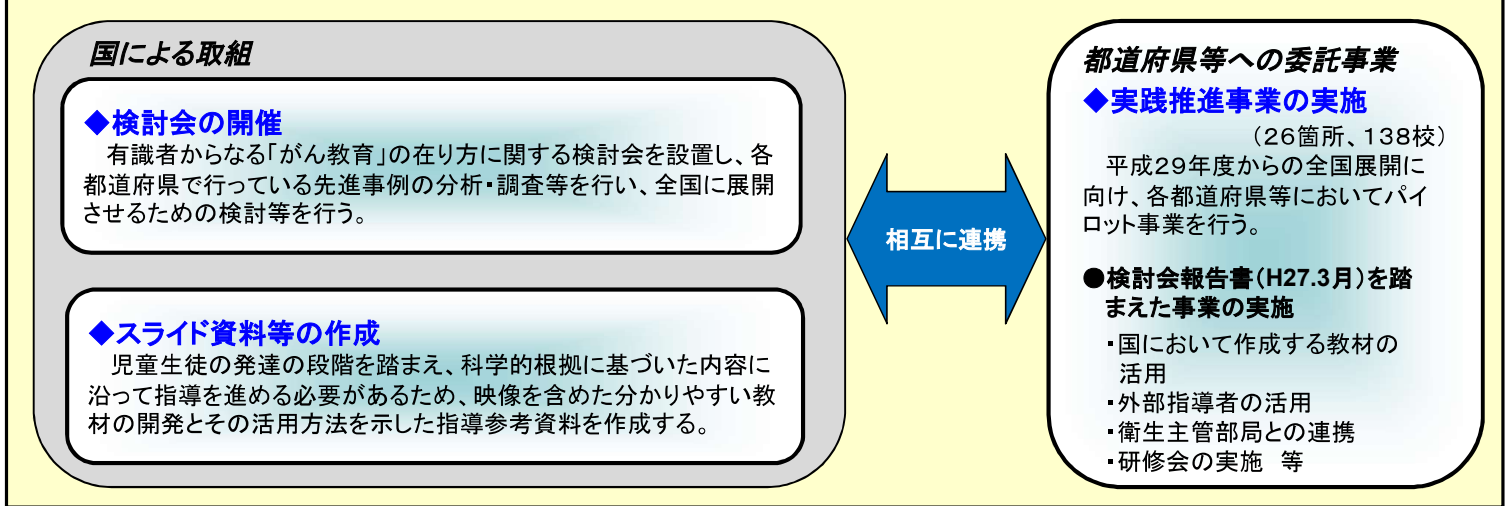 国による取組
◆検討会の開催
　有識者からなる「がん教育」の在り方に関する検討会を設置し、各
都道府県で行っている先進事例の分析・調査等を行い、全国に展開
させるための検討等を行う。
◆スライド資料等の作成
　児童生徒の発達の段階を踏まえ、科学的根拠に基づいた内容に
沿って指導を進める必要があるため、映像を含めた分かりやすい教
材の開発とその活用方法を示した指導参考資料を作成する。
相互に連携
都道府県等への委託事業
◆実践推進事業の実施
（２６箇所、１３８校）
　平成２９年度からの全国展開に
向け、各都道府県等においてパイ
ロット事業を行う。
●検討会報告書（H27.3月）を踏
まえた事業の実施
・国において作成する教材の
活用
・外部指導者の活用
・衛生主管部局との連携
・研修会の実施　等